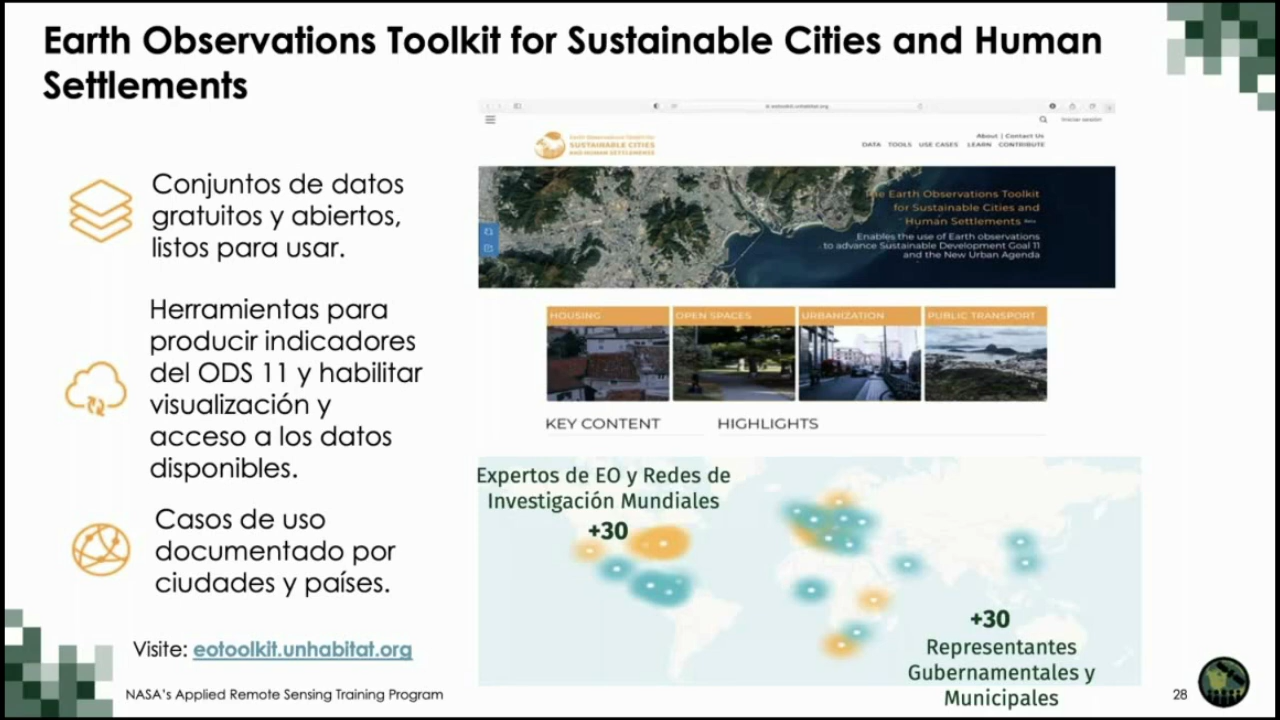 Earth Observations Toolkit for Sustainable Cities and Human
Settlements
Conjuntos de datos
gratuitos y abiertos,
listos para usar.
Herramientas para
producir indicadores
del ODS 11 y habilitar
visualización y
acceso a los datos
disponibles.
Casos de uso
documentado por
ciudades y países.
Visite: eotoolkit.unhabitat.org
NASA's Applied Remote Sensing Training Program
eotoolkit.unhabitat.org
Iniciar sesión
Earth Observations Toolkit for
SUSTAINABLE CITIES
AND HUMAN SETTLEMENTS
About | Contact Us
DATA TOOLS USE CASES LEARN CONTRIBUTE
The Earth Observations Toolkit
for Sustainable Cities and
Human Settlements
Enables the use of Earth observations
to advance Sustainable Development Goal 11
and the New Urban Agenda
HOUSING
OPEN SPACES
URBANIZATION
PUBLIC TRANSPORT
KEY CONTENT
HIGHLIGHTS
Expertos de EO y Redes de
Investigación Mundiales
+30
+30
Representantes
Gubernamentales y
Municipales
28